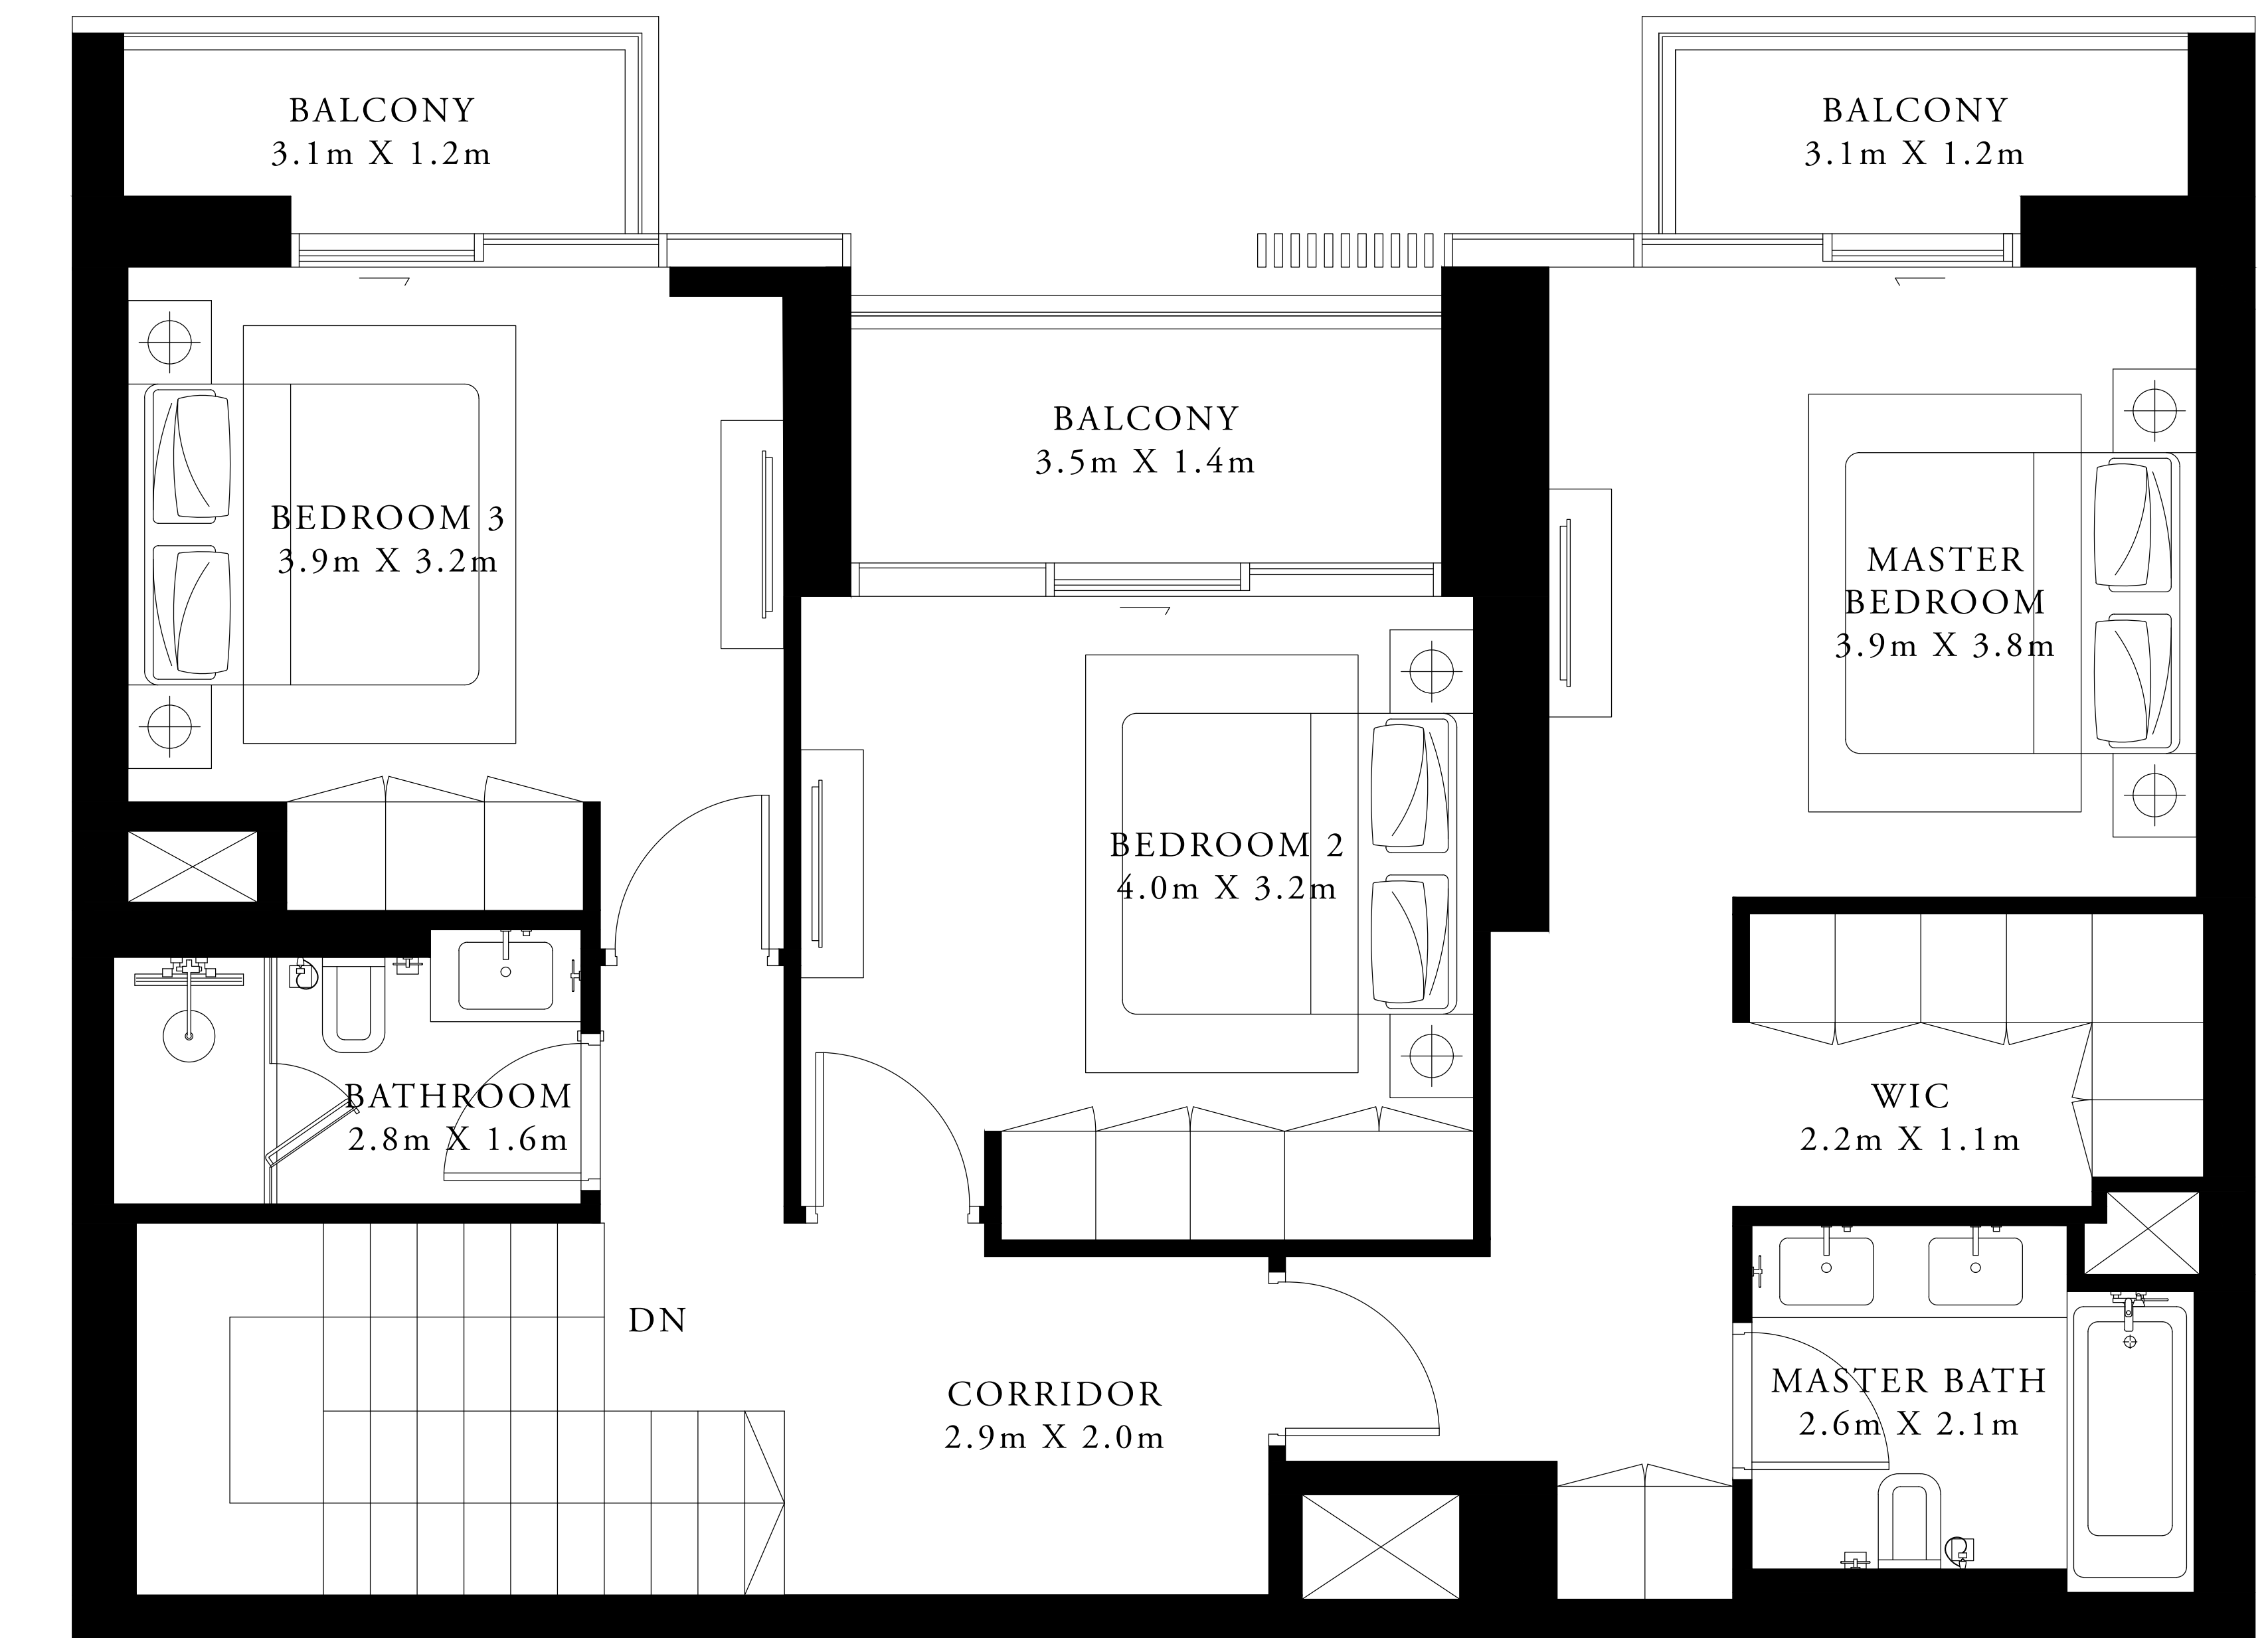 BALCONY
3.1m X 1.2m
BALCONY
3.1m X 1.2m
BALCONY
3.5m X 1.4m
BEDROOM 3
3.9m X 3.2m
MASTER
BEDROOM
3.9m X 3.8m
BEDROOM 2
4.0m X 3.2m
BATHROOM
2.8m X 1.6m
WIC
2.2m X 1.1m
DN
CORRIDOR
2.9m X 2.0m
MASTER BATH
2.6m X 2.1m